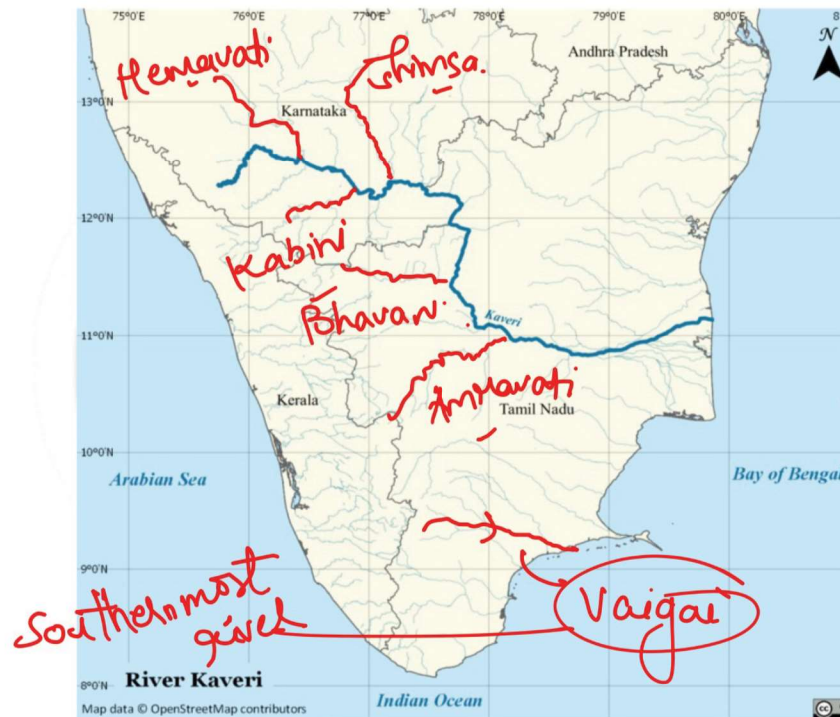 75°0'E
76°0'E
77°0'E
78°0'E
79°0'E
80°0'E
N
Hemavati
Shimsa.
Andhra Pradesh
13°0'N
Karnataka
12°0'N
Kabini
Bhavani
11°0'N
Kaveri
Amravati
Kerala
Tamil Nadu
10°0'N
Arabian Sea
Bay of Bengal
9°0'N
Southernmost
Vaigai
8°0'N
River Kaveri
Map data © OpenStreetMap contributors
Indian Ocean
cc